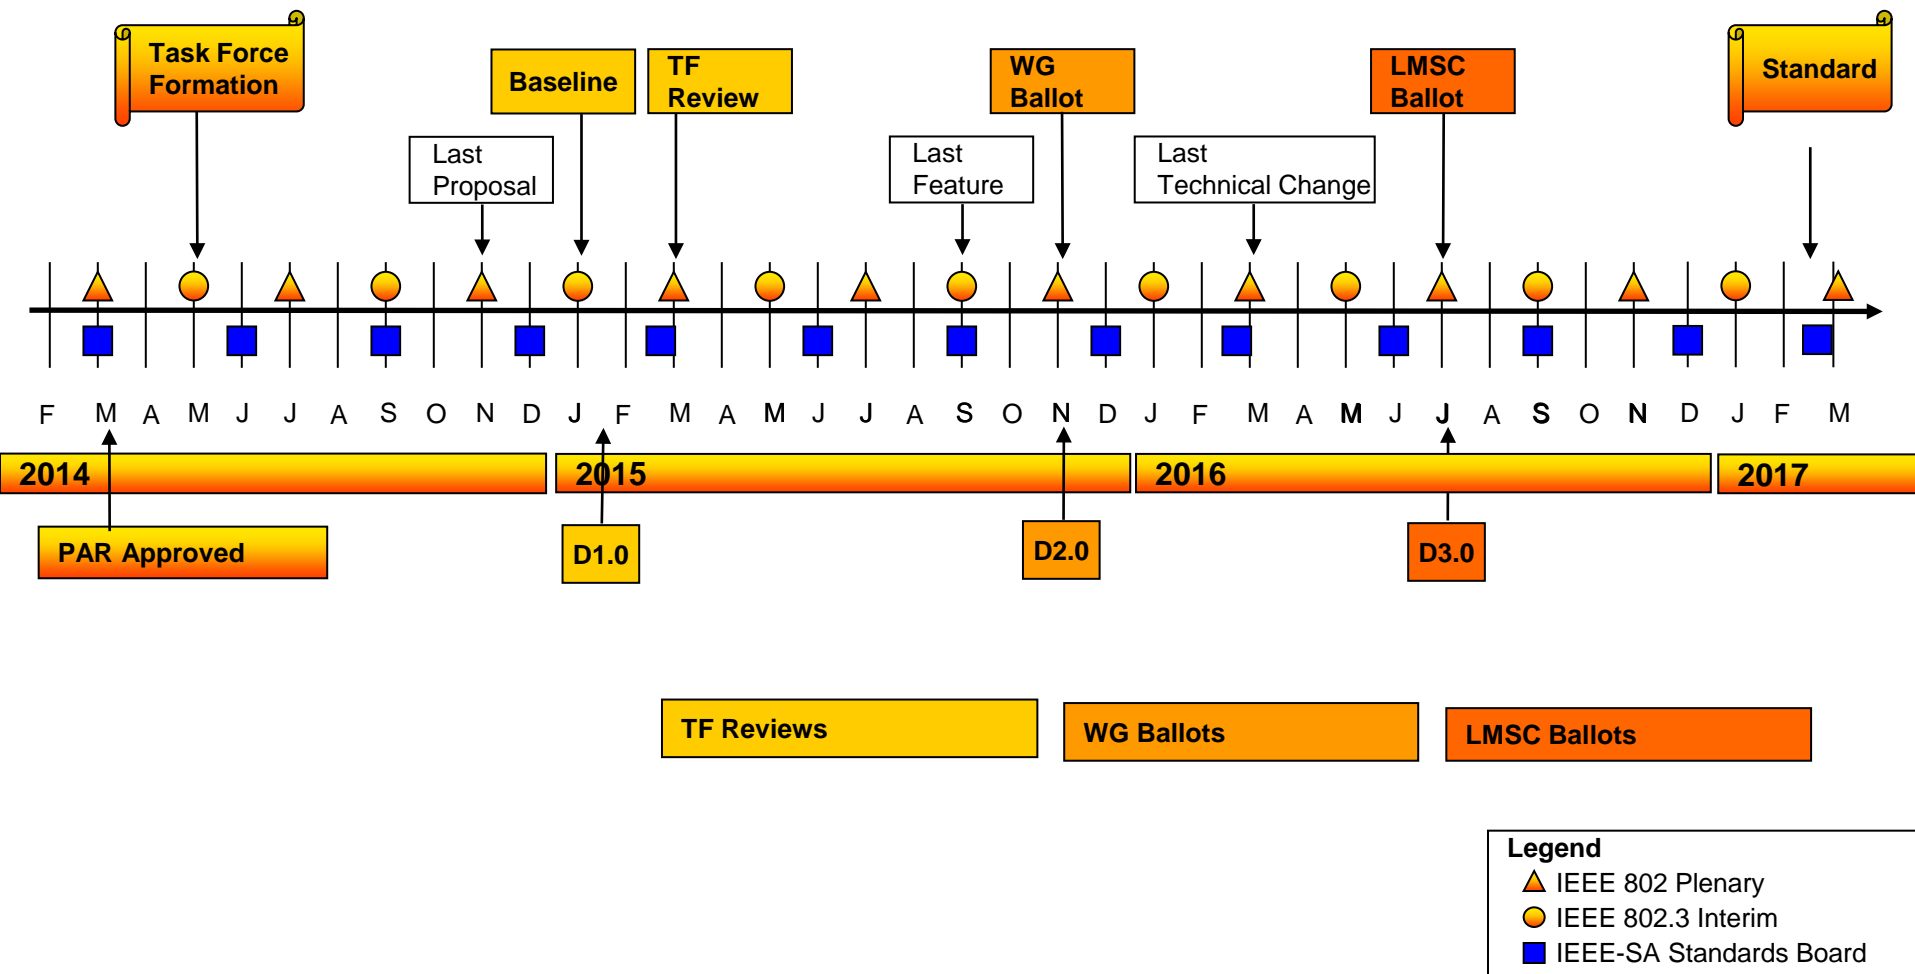 Task Force
Formation
Baseline
TF
Review
WG
Ballot
LMSC
Ballot
Standard
Last
Proposal
Last
Feature
Last
Technical Change
F M A M J J A S O N D J F M A M J J A S O N D J F M A M J J A S O N D J F M
2014
2015
2016
2017
PAR Approved
D1.0
D2.0
D3.0
TF Reviews
WG Ballots
LMSC Ballots
Legend
IEEE 802 Plenary
IEEE 802.3 Interim
IEEE-SA Standards Board